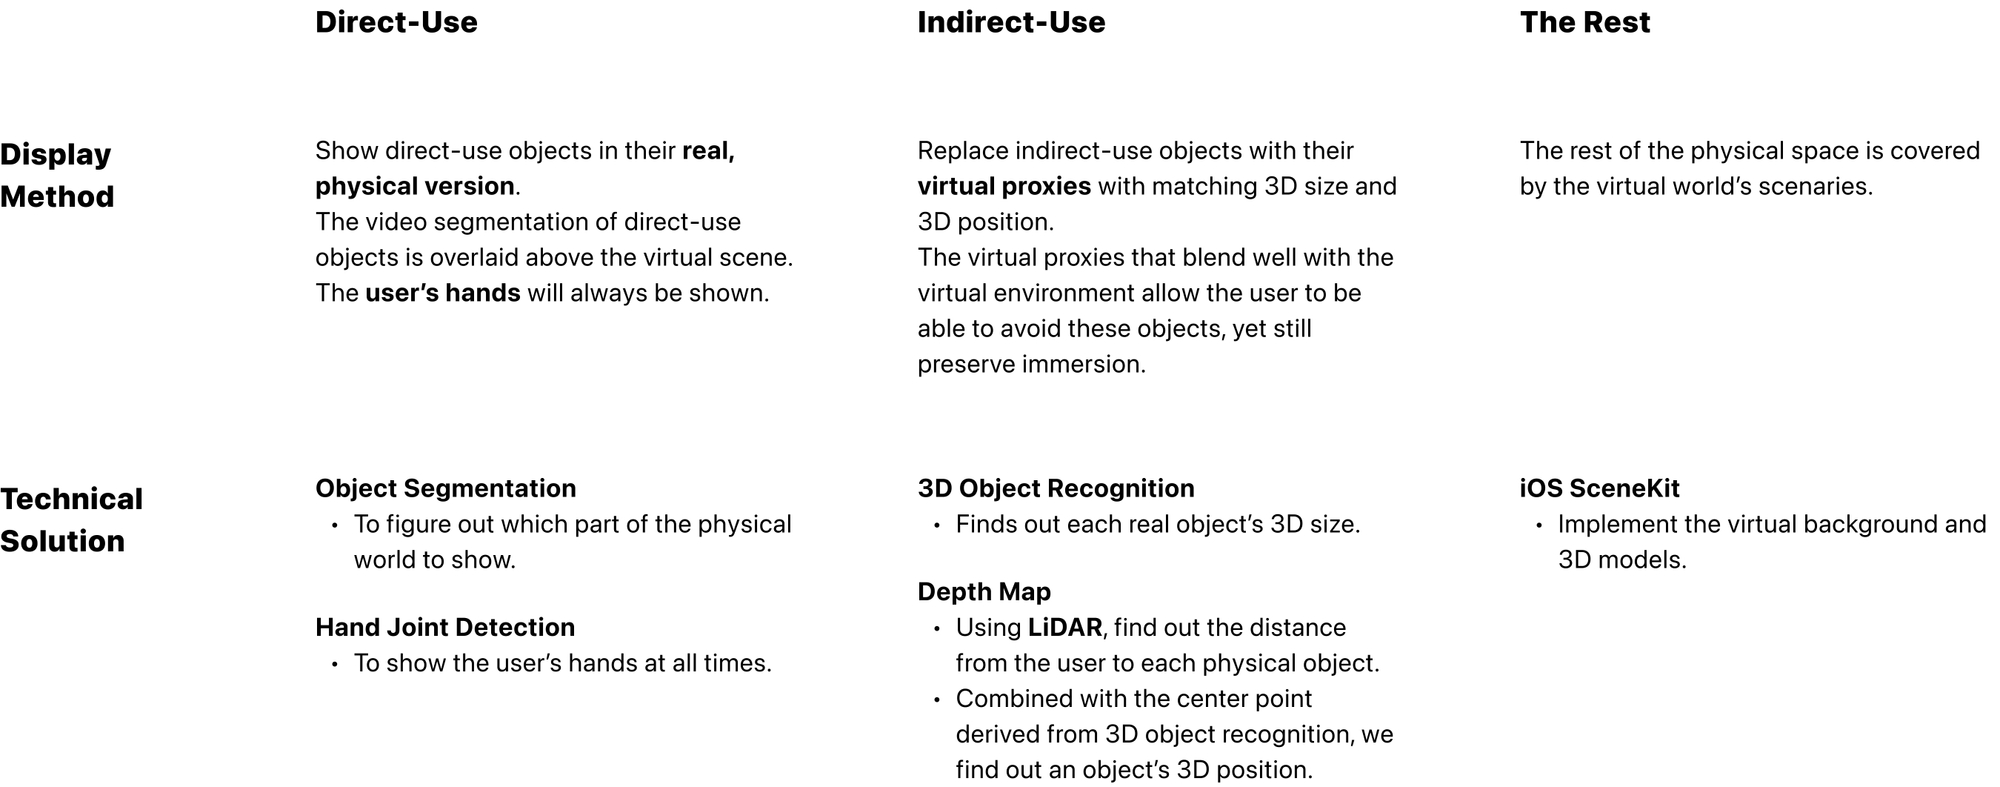 Direct-Use
Indirect-Use
The Rest
Display
Method
Show direct-use objects in their real,
physical version.
The video segmentation of direct-use
objects is overlaid above the virtual scene.
The user's hands will always be shown.
Replace indirect-use objects with their
virtual proxies with matching 3D size and
3D position.
The virtual proxies that blend well with the
virtual environment allow the user to be
able to avoid these objects, yet still
preserve immersion.
The rest of the physical space is covered
by the virtual world's scenaries.
Technical
Solution
Object Segmentation
• To figure out which part of the physical
world to show.
Hand Joint Detection
• To show the user's hands at all times.
3D Object Recognition
• Finds out each real object's 3D size.
Depth Map
• Using LiDAR, find out the distance
from the user to each physical object.
• Combined with the center point
derived from 3D object recognition, we
find out an object's 3D position.
iOS SceneKit
• Implement the virtual background and
3D models.